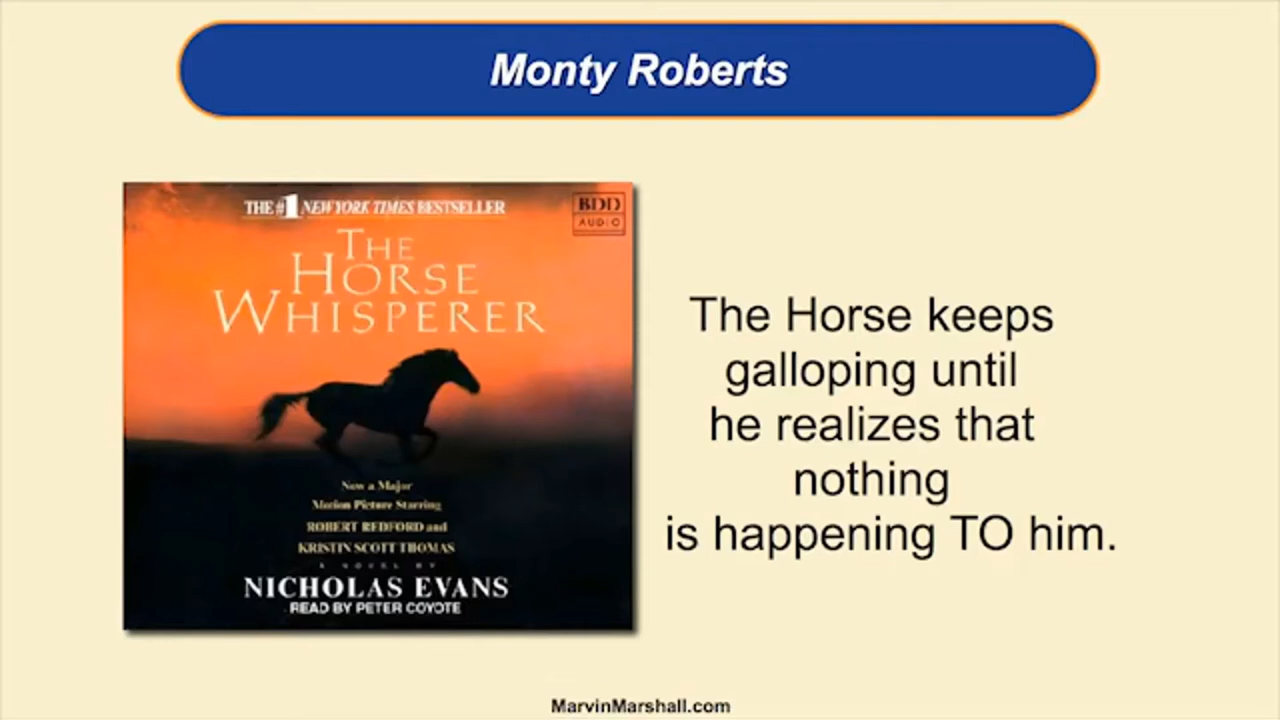 Monty Roberts
THE #1 NEW YORK TIMES BESTSELLER
BDD
AUDIO
THE
HORSE
WHISPERER
Now a Major
Motion Picture Starring
ROBERT REDFORD and
KRISTIN SCOTT THOMAS
A NOVEL BY
NICHOLAS EVANS
READ BY PETER COYOTE
The Horse keeps
galloping until
he realizes that
nothing
is happening TO him.
MarvinMarshall.com